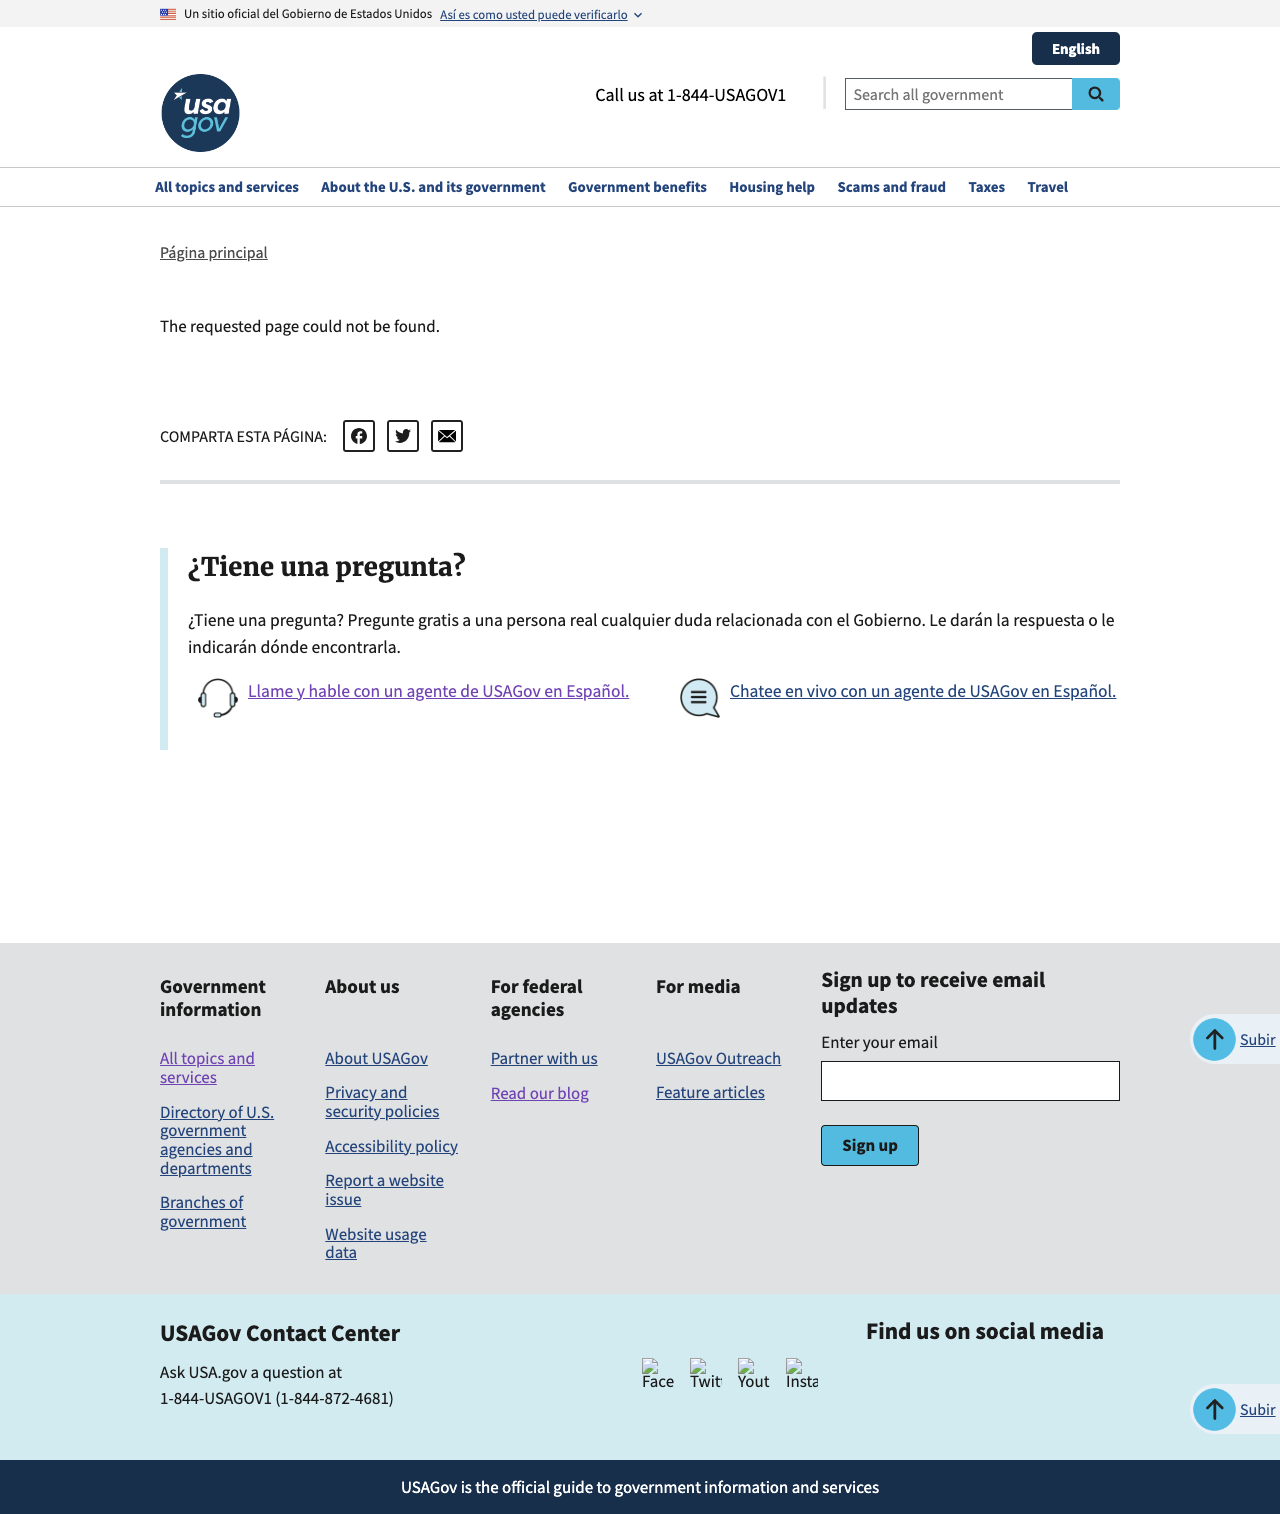 Un sitio oficial del Gobierno de Estados Unidos Así es como usted puede verificarlo
English
usa
gov
Call us at 1-844-USAGOV1
Search all government
All topics and services About the U.S. and its government Government benefits Housing help Scams and fraud Taxes Travel
Página principal
The requested page could not be found.
COMPARTA ESTA PÁGINA:
¿Tiene una pregunta?
¿Tiene una pregunta? Pregunte gratis a una persona real cualquier duda relacionada con el Gobierno. Le darán la respuesta o le
indicarán dónde encontrarla.
Llame y hable con un agente de USAGov en Español.
Chatee en vivo con un agente de USAGov en Español.
Government
information
All topics and
services
Directory of U.S.
government
agencies and
departments
Branches of
government
About us
About USAGov
Privacy and
security policies
Accessibility policy
Report a website
issue
Website usage
data
For federal
agencies
Partner with us
Read our blog
For media
USAGov Outreach
Feature articles
Sign up to receive email
updates
Enter your email
Sign up
Subir
USAGov Contact Center
Ask USA.gov a question at
1-844-USAGOV1 (1-844-872-4681)
Find us on social media
Face Twit Yout Insta
Subir
USAGov is the official guide to government information and services